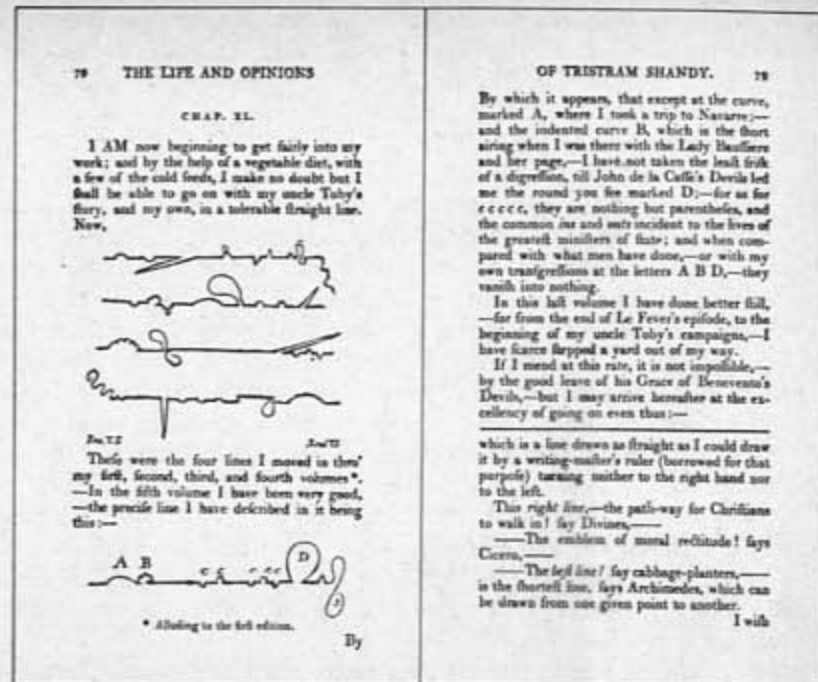 78 THE LIFE AND OPINIONS
CHAP. XL.
I AM now beginning to get fairly into my
work; and by the help of a vegetable diet, with
a few of the cold ſeeds, I make no doubt but I
ſhall be able to go on with my uncle Toby's
ſtory, and my own, in a tolerable ſtraight line.
Now,
Theſe were the four lines I moved in thro'
my firſt, ſecond, third, and fourth volumes*.
—In the fifth volume I have been very good,
—the preciſe line I have deſcribed in it being
this:—
A B c c c c c c D
* Alluding to the firſt edition.
By
OF TRISTRAM SHANDY. 79
By which it appears, that except at the curve,
marked A, where I took a trip to Navarre;—
and the indented curve B, which is the ſhort
airing when I was there with the Lady Bauſſiere
and her page,—I have not taken the leaſt friſk
of a digreſſion, till John de la Caſſe's Devils led
me the round you ſee marked D;—for as for
c c c c c, they are nothing but parentheſes, and
the common ins and outs incident to the lives of
the greateſt miniſters of ſtate; and when com-
pared with what men have done,—or with my
own tranſgreſſions at the letters A B D,—they
vaniſh into nothing.
In this laſt volume I have done better ſtill,
—for from the end of Le Fever's epiſode, to the
beginning of my uncle Toby's campaigns,—I
have ſcarce ſtepped a yard out of my way.
If I mend at this rate, it is not impoſſible,—
by the good leave of his Grace of Benevento's
Devils,—but I may arrive hereafter at the ex-
cellency of going on even thus:—
which is a line drawn as ſtraight as I could draw
it by a writing-maſter's ruler (borrowed for that
purpoſe) turning neither to the right hand nor
to the left.
This right line,—the path-way for Chriſtians
to walk in! ſay Divines,——
——The emblem of moral rectitude! ſays
Cicero,——
——The beſt line! ſay cabbage-planters,——
is the ſhorteſt line, ſays Archimedes, which can
be drawn from one given point to another.
I wiſh